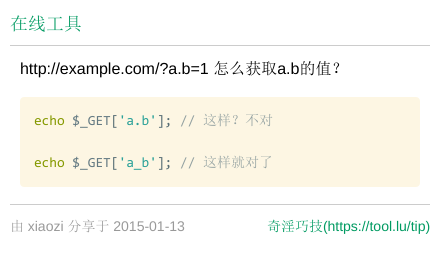 在线工具
http://example.com/?a.b=1 怎么获取a.b的值？
echo $_GET['a.b']; // 这样？不对
echo $_GET['a_b']; // 这样就对了
由 xiaozi 分享于 2015-01-13
奇淫巧技(https://tool.lu/tip)